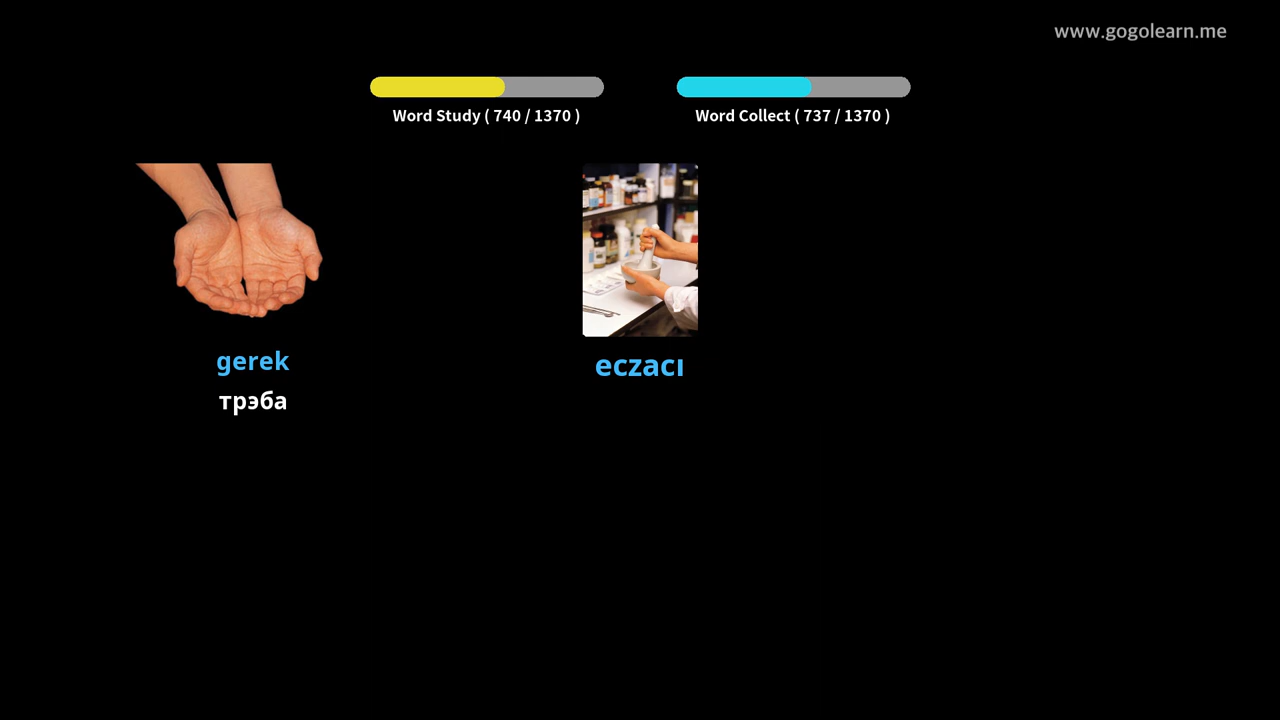 www.gogolearn.me
Word Study ( 740 / 1370 )
Word Collect ( 737 / 1370 )
gerek
трэба
eczacı